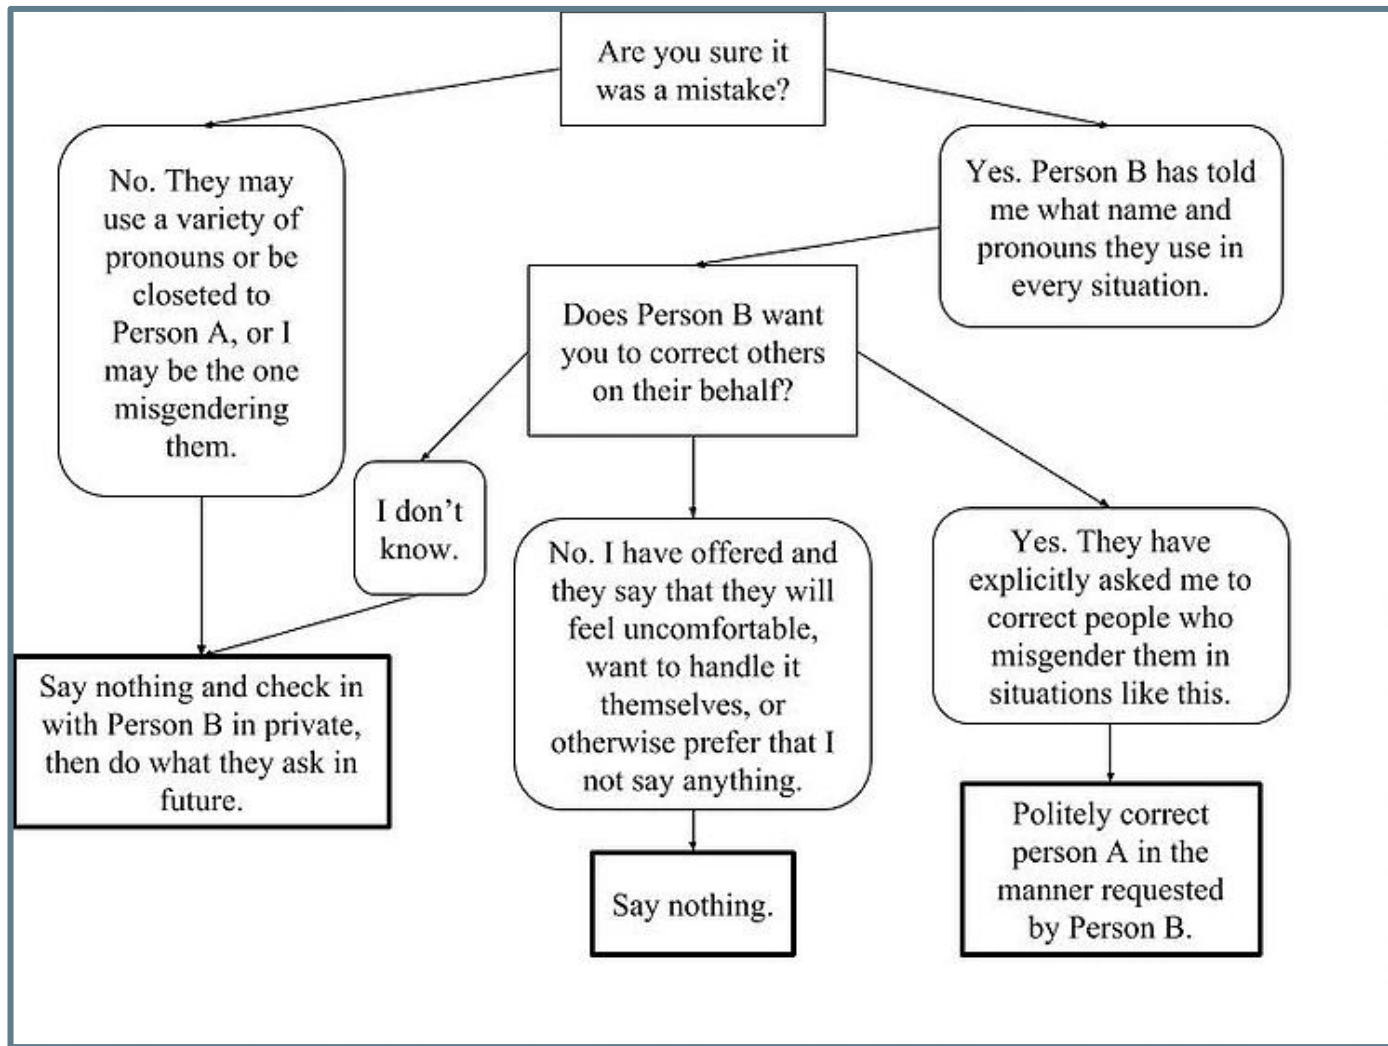 Are you sure it
was a mistake?
No. They may
use a variety of
pronouns or be
closeted to
Person A, or I
may be the one
misgendering
them.
Yes. Person B has told
me what name and
pronouns they use in
every situation.
Does Person B want
you to correct others
on their behalf?
I don’t
know.
No. I have offered and
they say that they will
feel uncomfortable,
want to handle it
themselves, or
otherwise prefer that I
not say anything.
Yes. They have
explicitly asked me to
correct people who
misgender them in
situations like this.
Say nothing and check in
with Person B in private,
then do what they ask in
future.
Say nothing.
Politely correct
person A in the
manner requested
by Person B.